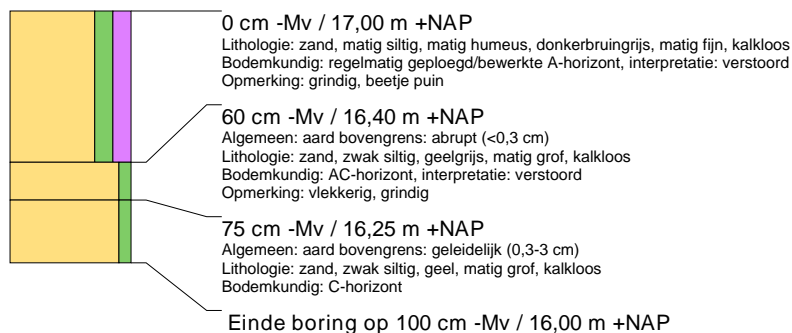 0 cm -Mv / 17,00 m +NAP
Lithologie: zand, matig siltig, matig humeus, donkerbruingrijs, matig fijn, kalkloos
Bodemkundig: regelmatig geploegd/bewerkte A-horizont, interpretatie: verstoord
Opmerking: grindig, beetje puin
60 cm -Mv / 16,40 m +NAP
Algemeen: aard bovengrens: abrupt (<0,3 cm)
Lithologie: zand, zwak siltig, geelgrijs, matig grof, kalkloos
Bodemkundig: AC-horizont, interpretatie: verstoord
Opmerking: vlekkerig, grindig
75 cm -Mv / 16,25 m +NAP
Algemeen: aard bovengrens: geleidelijk (0,3-3 cm)
Lithologie: zand, zwak siltig, geel, matig grof, kalkloos
Bodemkundig: C-horizont
Einde boring op 100 cm -Mv / 16,00 m +NAP